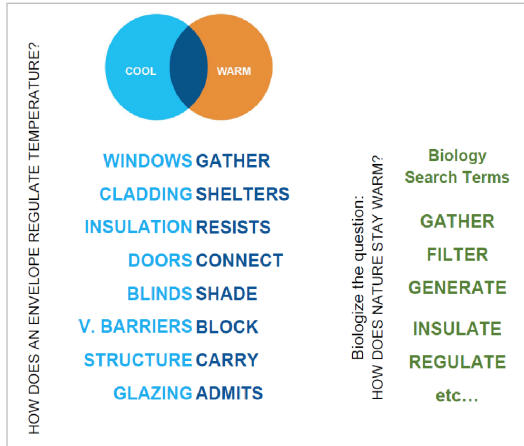 HOW DOES AN ENVELOPE REGULATE TEMPERATURE?
COOL WARM
WINDOWS GATHER
CLADDING SHELTERS
INSULATION RESISTS
DOORS CONNECT
BLINDS SHADE
V. BARRIERS BLOCK
STRUCTURE CARRY
GLAZING ADMITS
Biologize the question:
HOW DOES NATURE STAY WARM?
Biology
Search Terms
GATHER
FILTER
GENERATE
INSULATE
REGULATE
etc...